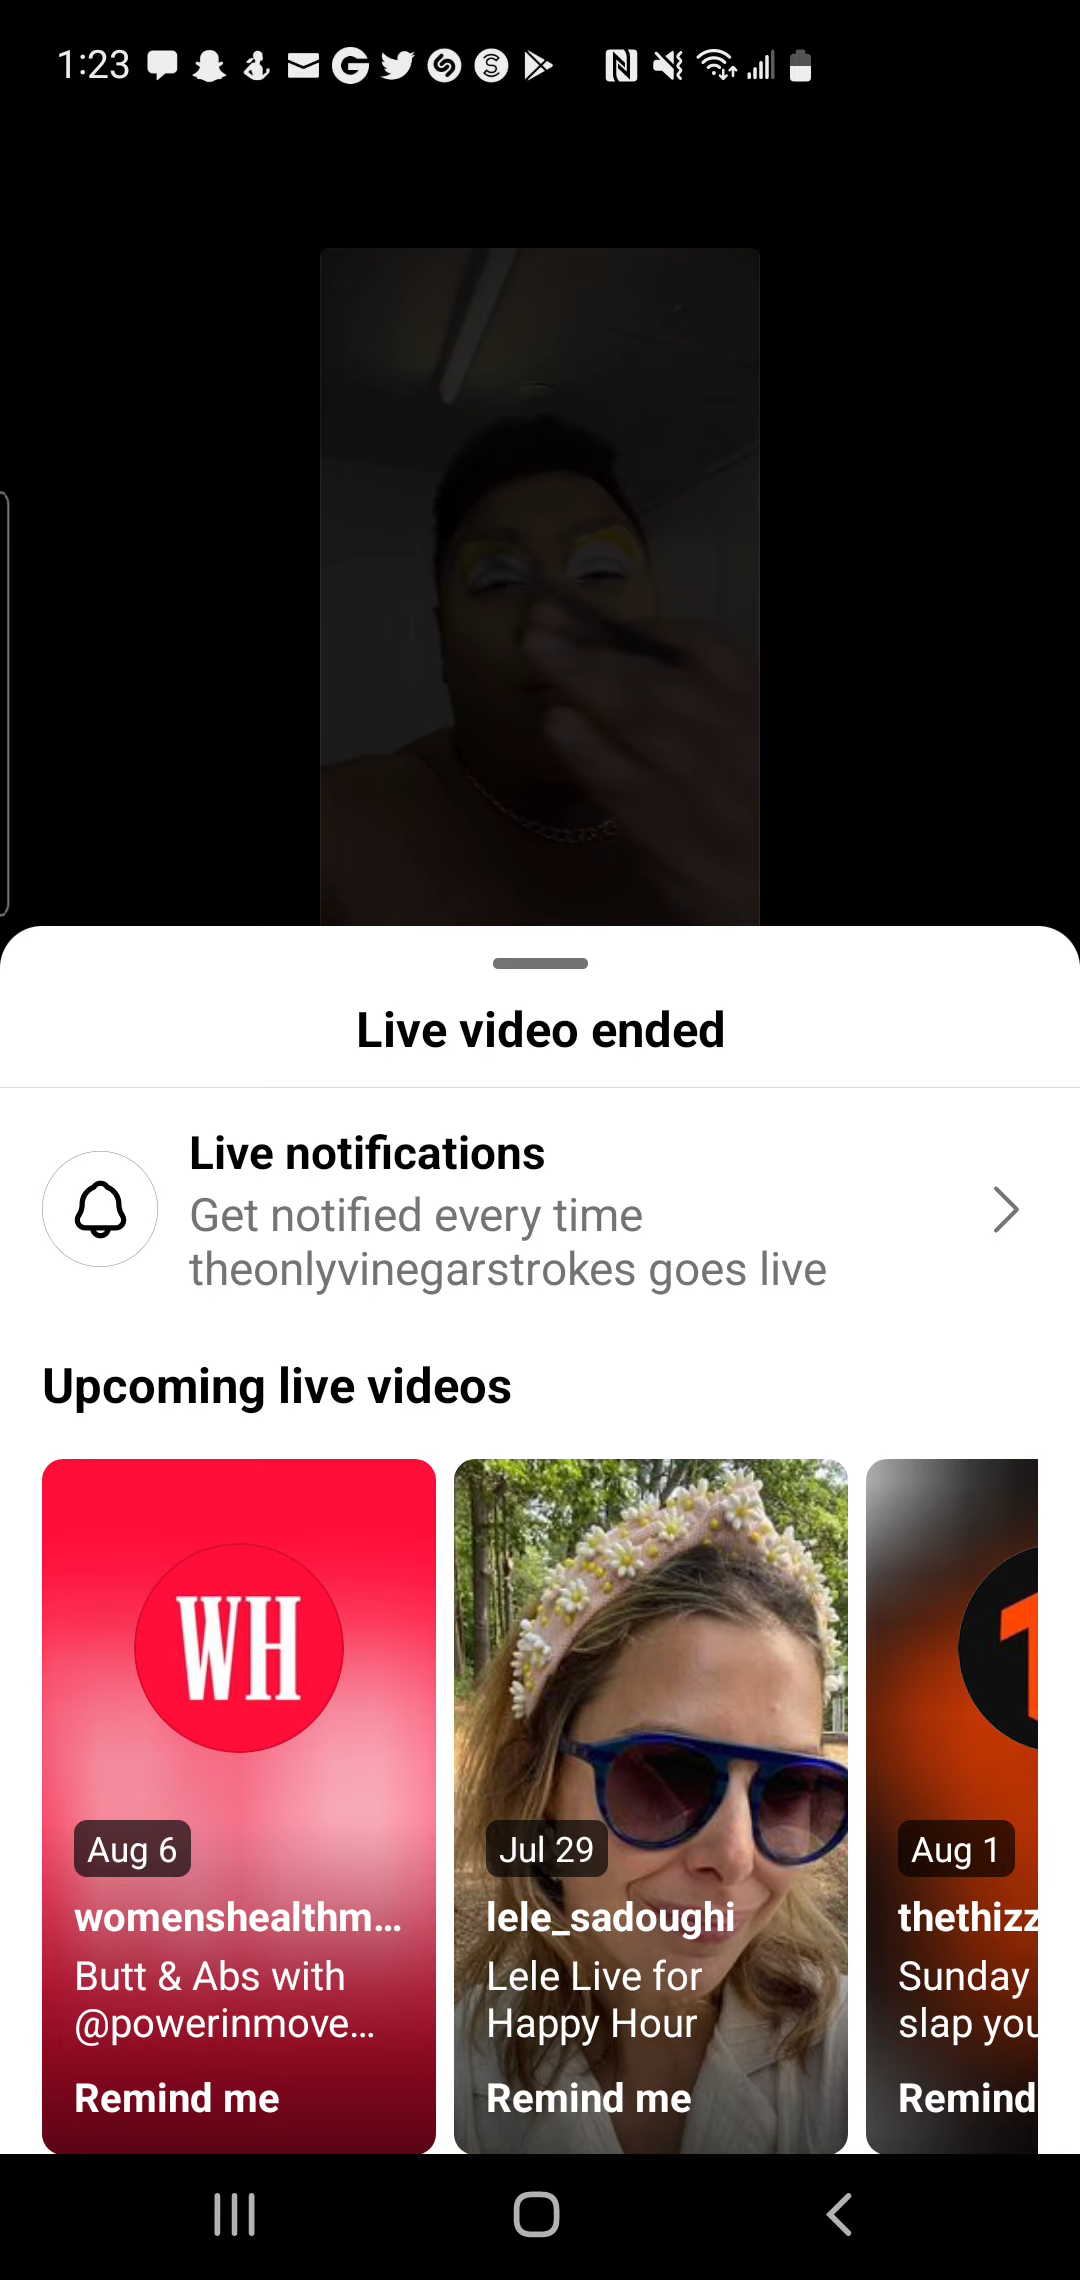 1:23
Live video ended
Live notifications
Get notified every time
theonlyvinegarstrokes goes live
Upcoming live videos
WH
Aug 6
womenshealthm...
Butt & Abs with
@powerinmove...
Remind me
Jul 29
lele_sadoughi
Lele Live for
Happy Hour
Remind me
Aug 1
thethizz
Sunday
slap you
Remind